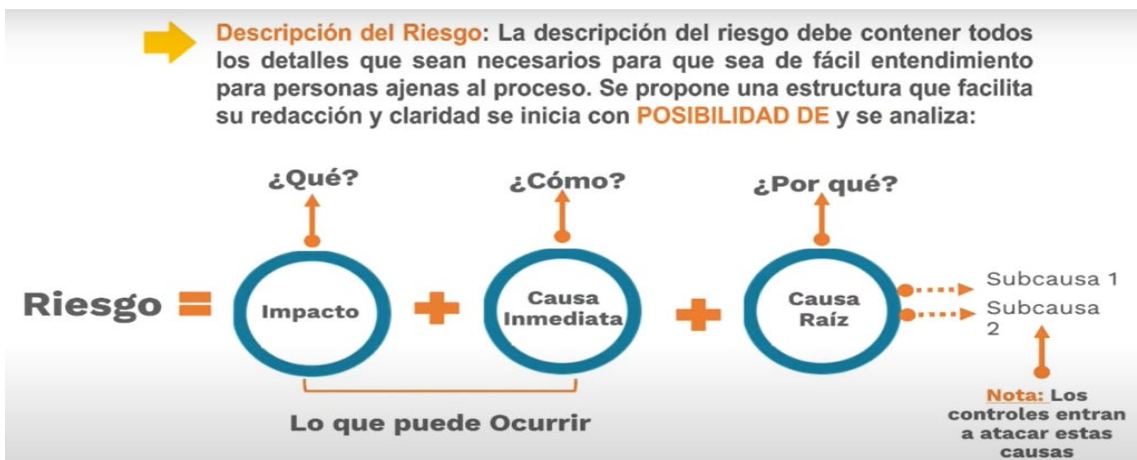 Descripción del Riesgo: La descripción del riesgo debe contener todos
los detalles que sean necesarios para que sea de fácil entendimiento
para personas ajenas al proceso. Se propone una estructura que facilita
su redacción y claridad se inicia con POSIBILIDAD DE y se analiza:
¿Qué?
¿Cómo?
¿Por qué?
Riesgo =
Impacto
+
Causa
Inmediata
+
Causa
Raíz
Subcausa 1
Subcausa
2
Lo que puede Ocurrir
Nota: Los
controles entran
a atacar estas
causas